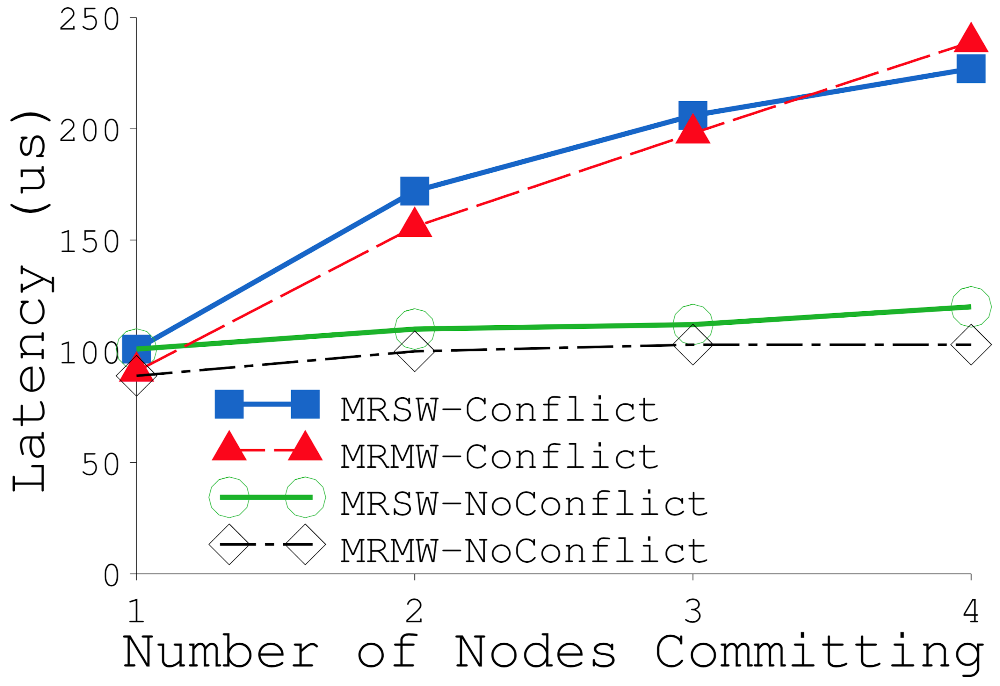 250
200
150
100
50
0
Latency (us)
MRSW-Conflict
MRMW-Conflict
MRSW-NoConflict
MRMW-NoConflict
1 2 3 4
Number of Nodes Committing